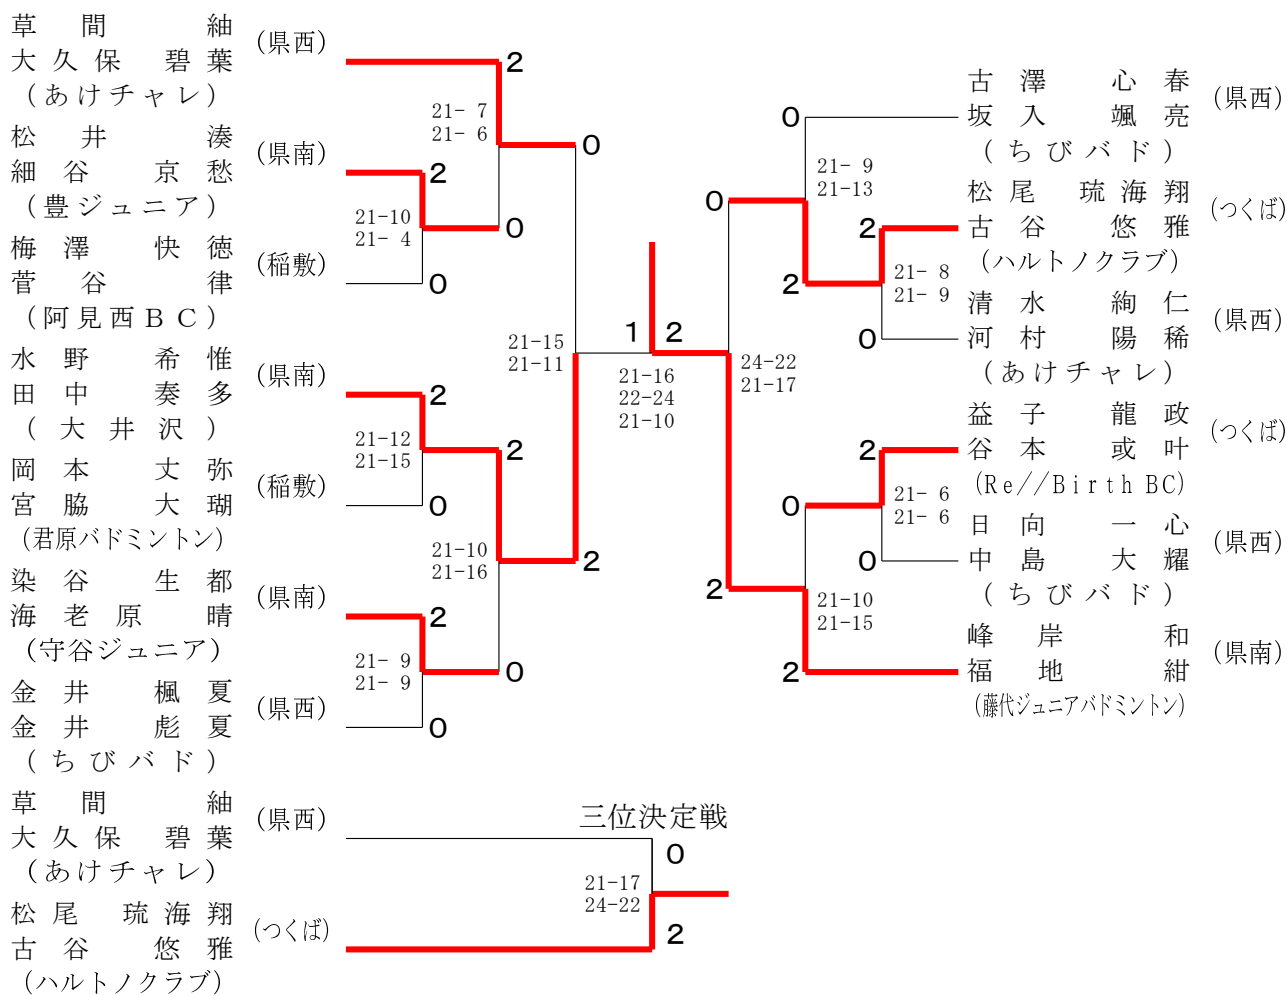 草間 紬
大久保 碧葉
(あけチャレ)
(県西)
松井 湊
細谷 京愁
(豊ジュニア)
(県南)
梅澤 快徳
菅谷 律
(阿見西BC)
(稲敷)
水野 希惟
田中 奏多
(大井沢)
(県南)
岡本 丈弥
宮脇 大瑚
(君原バドミントン)
(稲敷)
染谷 生都
海老原 晴
(守谷ジュニア)
(県南)
金井 楓夏
金井 彪夏
(ちびバド)
(県西)
2
21- 7
21- 6
0
2
21-10
21- 4
0
0
2
21-12
21-15
0
2
21-15
21-11
21-10
21-16
2
2
21- 9
21- 9
0
0
1 2
21-16
22-24
21-10
0
24-22
21-17
2
0
21- 9
21-13
2
2
21- 8
21- 9
0
0
2
21- 6
21- 6
0
21-10
21-15
2
古澤 心春
坂入 颯亮
(ちびバド)
(県西)
松尾 琉海翔
古谷 悠雅
(ハルトノクラブ)
(つくば)
清水 絢仁
河村 陽稀
(あけチャレ)
(県西)
益子 龍政
谷本 或叶
(Re//Birth BC)
(つくば)
日向 一心
中島 大耀
(ちびバド)
(県西)
峰岸 和
福地 紺
(藤代ジュニアバドミントン)
(県南)
三位決定戦
草間 紬
大久保 碧葉
(あけチャレ)
(県西)
0
21-17
24-22
2
松尾 琉海翔
古谷 悠雅
(ハルトノクラブ)
(つくば)